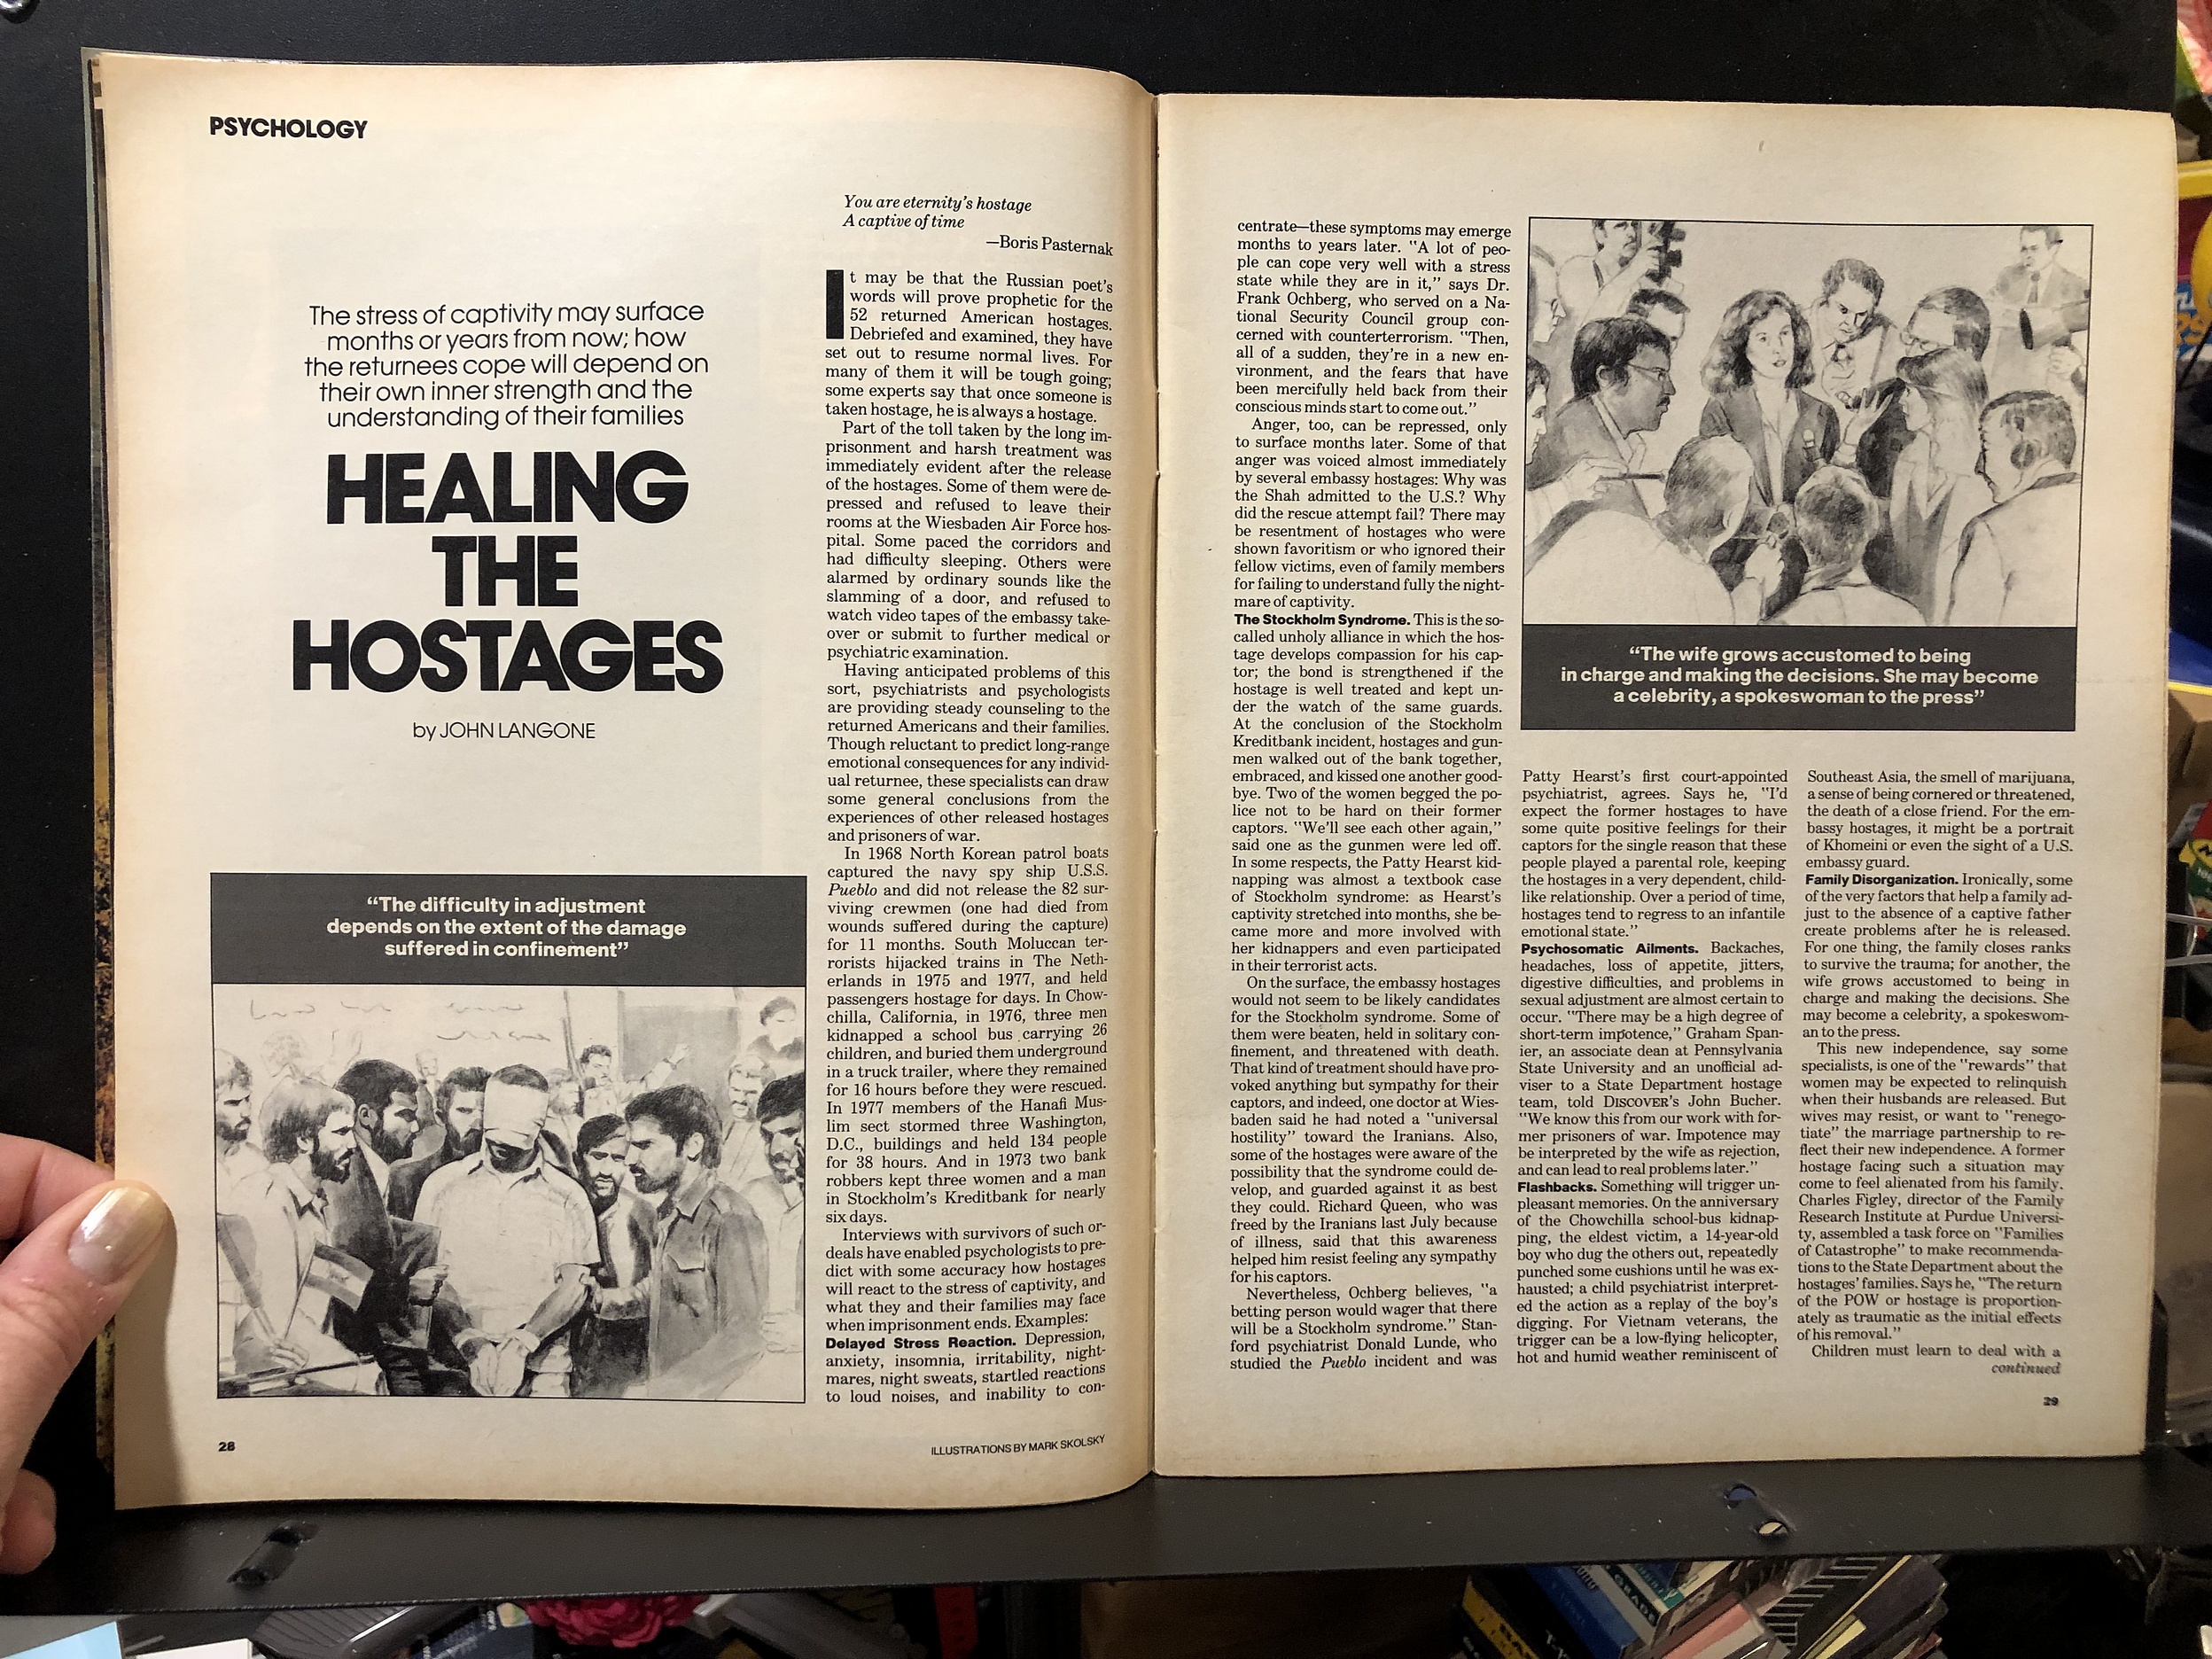 PSYCHOLOGY
The stress of captivity may surface
months or years from now; how
the returnees cope will depend on
their own inner strength and the
understanding of their families
HEALING
THE
HOSTAGES
by JOHN LANGONE
“The difficulty in adjustment
depends on the extent of the damage
suffered in confinement”
28
You are eternity's hostage
A captive of time
—Boris Pasternak
It may be that the Russian poet's
words will prove prophetic for the
52 returned American hostages.
Debriefed and examined, they have
set out to resume normal lives. For
many of them it will be tough going;
some experts say that once someone is
taken hostage, he is always a hostage.
Part of the toll taken by the long im-
prisonment and harsh treatment was
immediately evident after the release
of the hostages. Some of them were de-
pressed and refused to leave their
rooms at the Wiesbaden Air Force hos-
pital. Some paced the corridors and
had difficulty sleeping. Others were
alarmed by ordinary sounds like the
slamming of a door, and refused to
watch video tapes of the embassy take-
over or submit to further medical or
psychiatric examination.
Having anticipated problems of this
sort, psychiatrists and psychologists
are providing steady counseling to the
returned Americans and their families.
Though reluctant to predict long-range
emotional consequences for any individ-
ual returnee, these specialists can draw
some general conclusions from the
experiences of other released hostages
and prisoners of war.
In 1968 North Korean patrol boats
captured the navy spy ship U.S.S.
Pueblo and did not release the 82 sur-
viving crewmen (one had died from
wounds suffered during the capture)
for 11 months. South Moluccan ter-
rorists hijacked trains in The Neth-
erlands in 1975 and 1977, and held
passengers hostage for days. In Chow-
chilla, California, in 1976, three men
kidnapped a school bus carrying 26
children, and buried them underground
in a truck trailer, where they remained
for 16 hours before they were rescued.
In 1977 members of the Hanafi Mus-
lim sect stormed three Washington,
D.C., buildings and held 134 people
for 38 hours. And in 1973 two bank
robbers kept three women and a man
in Stockholm's Kreditbank for nearly
six days.
Interviews with survivors of such or-
deals have enabled psychologists to pre-
dict with some accuracy how hostages
will react to the stress of captivity, and
what they and their families may face
when imprisonment ends. Examples:
Delayed Stress Reaction. Depression,
anxiety, insomnia, irritability, night-
mares, night sweats, startled reactions
to loud noises, and inability to con-
ILLUSTRATIONS BY MARK SKOLSKY
centrate—these symptoms may emerge
months to years later. "A lot of peo-
ple can cope very well with a stress
state while they are in it," says Dr.
Frank Ochberg, who served on a Na-
tional Security Council group con-
cerned with counterterrorism. "Then,
all of a sudden, they're in a new en-
vironment, and the fears that have
been mercifully held back from their
conscious minds start to come out."
Anger, too, can be repressed, only
to surface months later. Some of that
anger was voiced almost immediately
by several embassy hostages: Why was
the Shah admitted to the U.S.? Why
did the rescue attempt fail? There may
be resentment of hostages who were
shown favoritism or who ignored their
fellow victims, even of family members
for failing to understand fully the night-
mare of captivity.
The Stockholm Syndrome. This is the so-
called unholy alliance in which the hos-
tage develops compassion for his cap-
tor; the bond is strengthened if the
hostage is well treated and kept un-
der the watch of the same guards.
At the conclusion of the Stockholm
Kreditbank incident, hostages and gun-
men walked out of the bank together,
embraced, and kissed one another good-
bye. Two of the women begged the po-
lice not to be hard on their former
captors. "We'll see each other again,"
said one as the gunmen were led off.
In some respects, the Patty Hearst kid-
napping was almost a textbook case
of Stockholm syndrome: as Hearst's
captivity stretched into months, she be-
came more and more involved with
her kidnappers and even participated
in their terrorist acts.
On the surface, the embassy hostages
would not seem to be likely candidates
for the Stockholm syndrome. Some of
them were beaten, held in solitary con-
finement, and threatened with death.
That kind of treatment should have pro-
voked anything but sympathy for their
captors, and indeed, one doctor at Wies-
baden said he had noted a "universal
hostility" toward the Iranians. Also,
some of the hostages were aware of the
possibility that the syndrome could de-
velop, and guarded against it as best
they could. Richard Queen, who was
freed by the Iranians last July because
of illness, said that this awareness
helped him resist feeling any sympathy
for his captors.
Nevertheless, Ochberg believes, "a
betting person would wager that there
will be a Stockholm syndrome." Stan-
ford psychiatrist Donald Lunde, who
studied the Pueblo incident and was
“The wife grows accustomed to being
in charge and making the decisions. She may become
a celebrity, a spokeswoman to the press”
Patty Hearst's first court-appointed
psychiatrist, agrees. Says he, "I'd
expect the former hostages to have
some quite positive feelings for their
captors for the single reason that these
people played a parental role, keeping
the hostages in a very dependent, child-
like relationship. Over a period of time,
hostages tend to regress to an infantile
emotional state."
Psychosomatic Ailments. Backaches,
headaches, loss of appetite, jitters,
digestive difficulties, and problems in
sexual adjustment are almost certain to
occur. "There may be a high degree of
short-term impotence," Graham Span-
ier, an associate dean at Pennsylvania
State University and an unofficial ad-
viser to a State Department hostage
team, told DISCOVER's John Bucher.
"We know this from our work with for-
mer prisoners of war. Impotence may
be interpreted by the wife as rejection,
and can lead to real problems later."
Flashbacks. Something will trigger un-
pleasant memories. On the anniversary
of the Chowchilla school-bus kidnap-
ping, the eldest victim, a 14-year-old
boy who dug the others out, repeatedly
punched some cushions until he was ex-
hausted; a child psychiatrist interpret-
ed the action as a replay of the boy's
digging. For Vietnam veterans, the
trigger can be a low-flying helicopter,
hot and humid weather reminiscent of
Southeast Asia, the smell of marijuana,
a sense of being cornered or threatened,
the death of a close friend. For the em-
bassy hostages, it might be a portrait
of Khomeini or even the sight of a U.S.
embassy guard.
Family Disorganization. Ironically, some
of the very factors that help a family ad-
just to the absence of a captive father
create problems after he is released.
For one thing, the family closes ranks
to survive the trauma; for another, the
wife grows accustomed to being in
charge and making the decisions. She
may become a celebrity, a spokeswom-
an to the press.
This new independence, say some
specialists, is one of the "rewards" that
women may be expected to relinquish
when their husbands are released. But
wives may resist, or want to "renego-
tiate" the marriage partnership to re-
flect their new independence. A former
hostage facing such a situation may
come to feel alienated from his family.
Charles Figley, director of the Family
Research Institute at Purdue Universi-
ty, assembled a task force on "Families
of Catastrophe" to make recommenda-
tions to the State Department about the
hostages' families. Says he, "The return
of the POW or hostage is proportion-
ately as traumatic as the initial effects
of his removal."
Children must learn to deal with a
continued
29